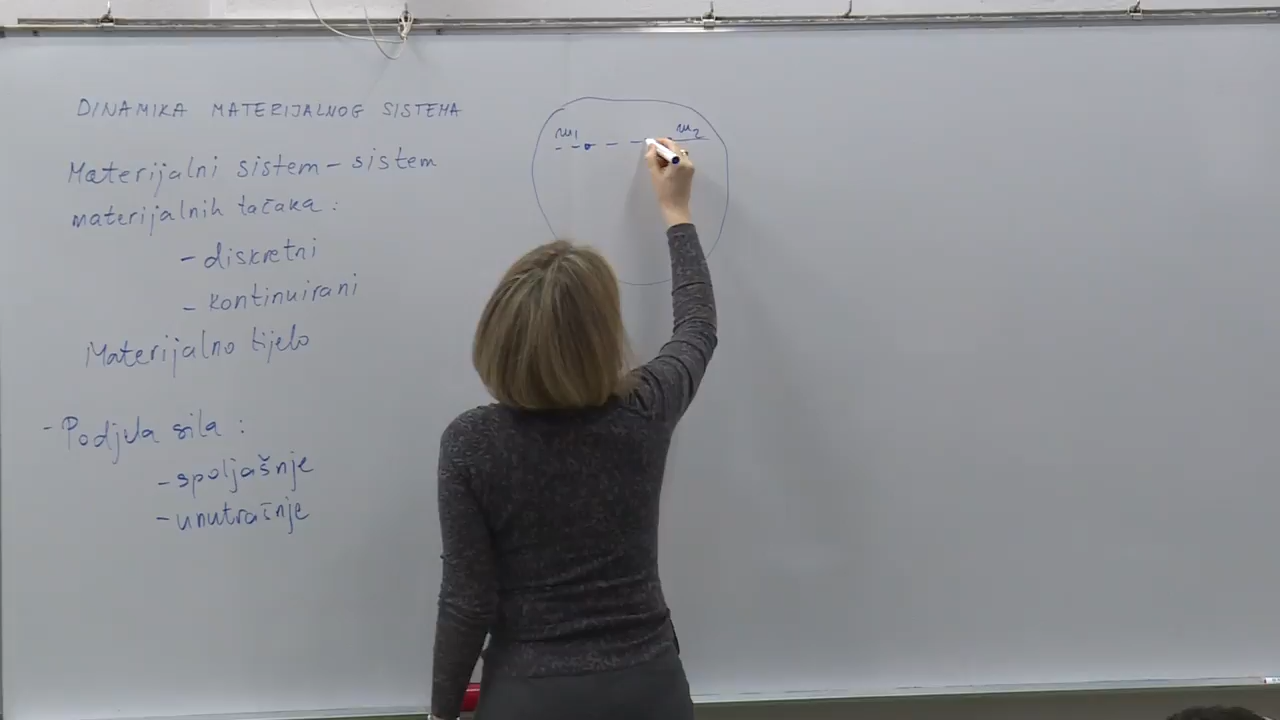 DINAMIKA MATERIJALNOG SISTEMA
Materijalni sistem - sistem
materijalnih tačaka :
- diskretni
- kontinuirani
Materijalno tijelo
- Podjela sila :
- spoljašnje
- unutrašnje
m1 m2